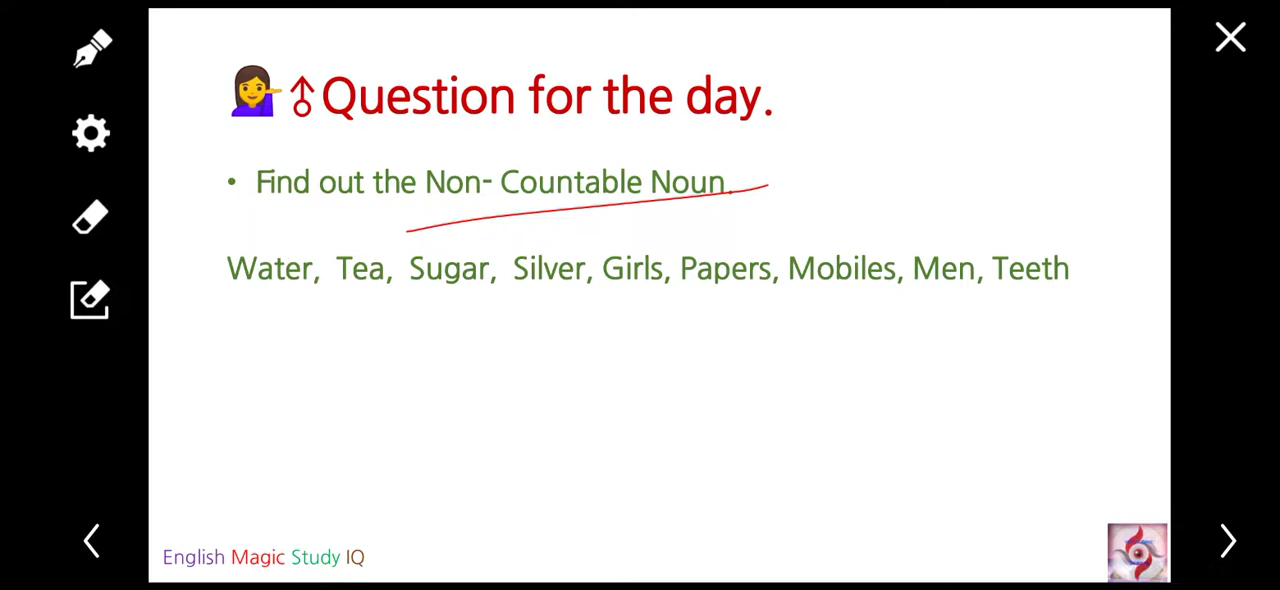 Question for the day.
• Find out the Non- Countable Noun.
Water, Tea, Sugar, Silver, Girls, Papers, Mobiles, Men, Teeth
English Magic Study IQ